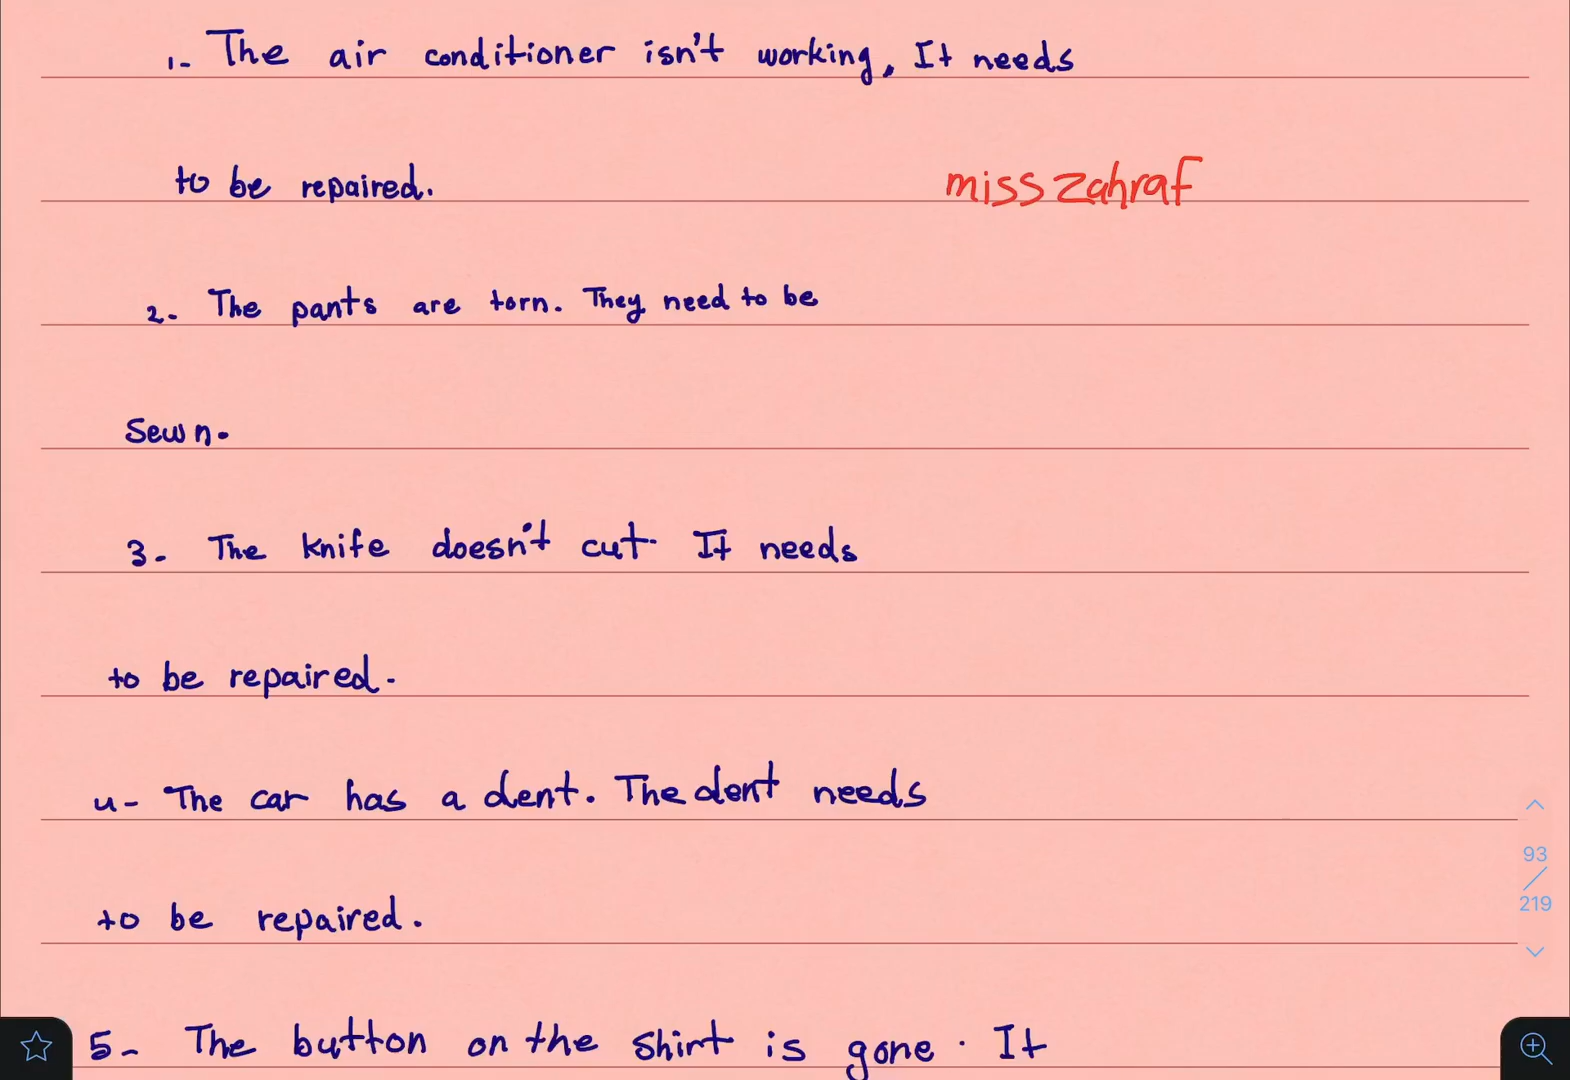 1- The air conditioner isn't working, It needs
to be repaired.
miss Zahraf
2- The pants are torn. They need to be
Sewn.
3- The knife doesn't cut. It needs
to be repaired.
4- The car has a dent. The dent needs
to be repaired.
5- The button on the shirt is gone. It
93
219